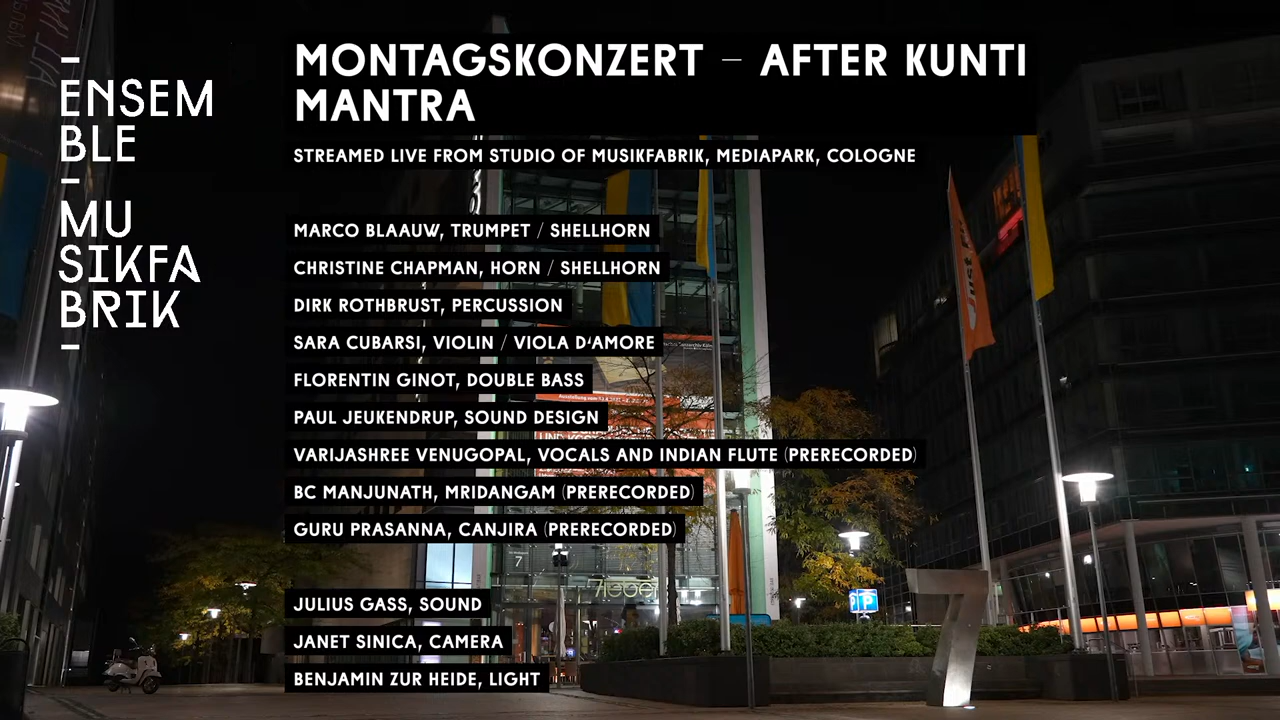 ENSEM
BLE
MU
SIKFA
BRIK
MONTAGSKONZERT – AFTER KUNTI
MANTRA
STREAMED LIVE FROM STUDIO OF MUSIKFABRIK, MEDIAPARK, COLOGNE
MARCO BLAAUW, TRUMPET / SHELLHORN
CHRISTINE CHAPMAN, HORN / SHELLHORN
DIRK ROTHBRUST, PERCUSSION
SARA CUBARSI, VIOLIN / VIOLA D'AMORE
FLORENTIN GINOT, DOUBLE BASS
PAUL JEUKENDRUP, SOUND DESIGN
VARIJASHREE VENUGOPAL, VOCALS AND INDIAN FLUTE (PRERECORDED)
BC MANJUNATH, MRIDANGAM (PRERECORDED)
GURU PRASANNA, CANJIRA (PRERECORDED)
JULIUS GASS, SOUND
JANET SINICA, CAMERA
BENJAMIN ZUR HEIDE, LIGHT
7
7
P